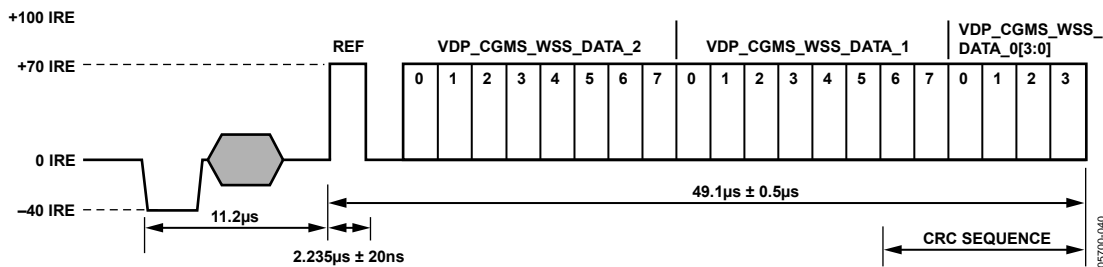 +100 IRE
REF
VDP_CGMS_WSS_DATA_2
VDP_CGMS_WSS_DATA_1
VDP_CGMS_WSS_
DATA_0[3:0]
+70 IRE
0 1 2 3 4 5 6 7 0 1 2 3 4 5 6 7 0 1 2 3
0 IRE
49.1µs ± 0.5µs
–40 IRE
11.2µs
CRC SEQUENCE
2.235µs ± 20ns
05700-040